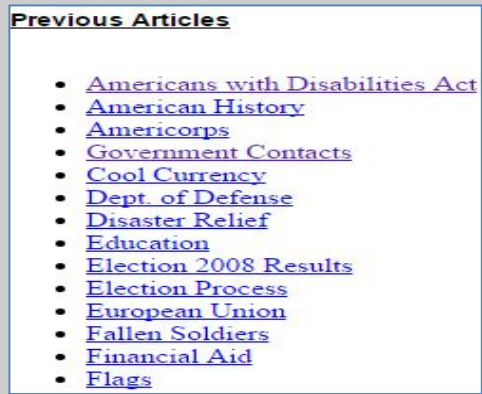 Previous Articles
• Americans with Disabilities Act
• American History
• Americorps
• Government Contacts
• Cool Currency
• Dept. of Defense
• Disaster Relief
• Education
• Election 2008 Results
• Election Process
• European Union
• Fallen Soldiers
• Financial Aid
• Flags